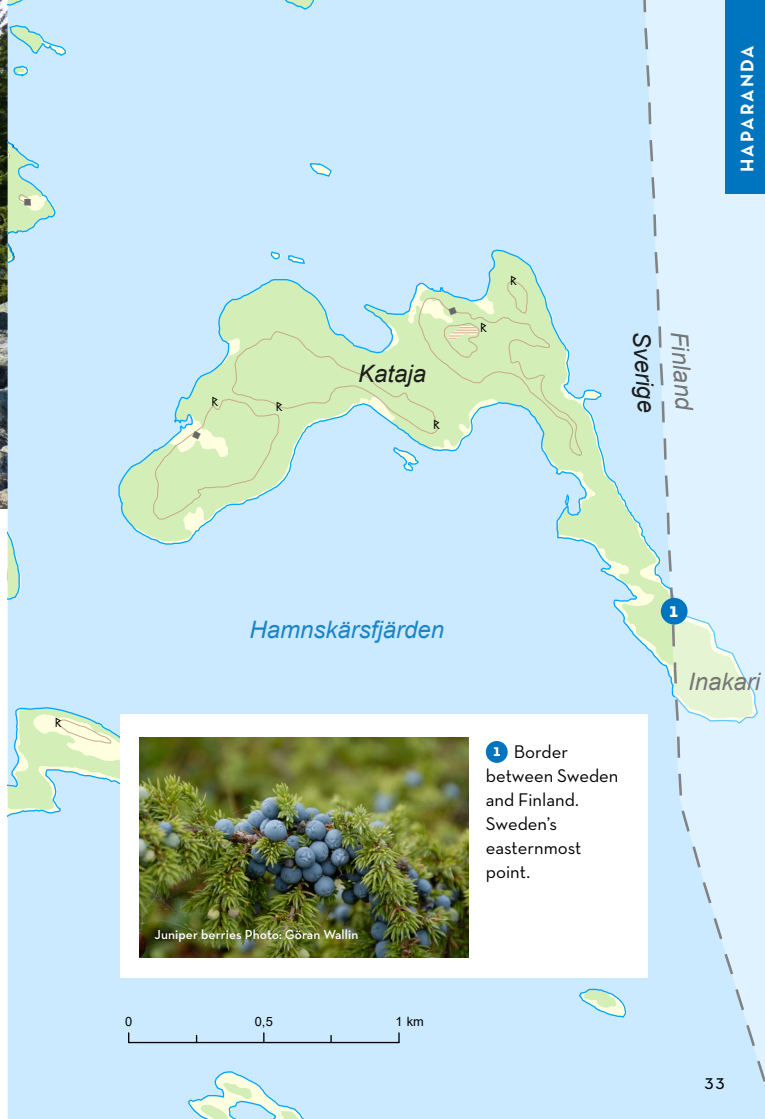 HAPARANDA
R
R
Kataja
R
R
R
Sverige
Finland
1
Hamnskärsfjärden
Inakari
R
1 Border
between Sweden
and Finland.
Sweden’s
easternmost
point.
Juniper berries Photo: Göran Wallin
0 0,5 1 km
33